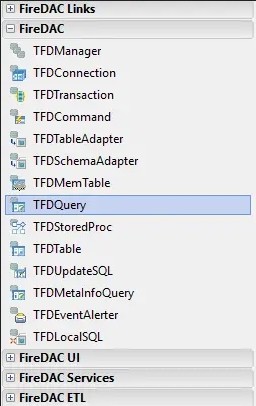 FireDAC Links
FireDAC
TFDManager
TFDConnection
TFDTransaction
TFDCommand
TFDTableAdapter
TFDSchemaAdapter
TFDMemTable
TFDQuery
TFDStoredProc
TFDTable
TFDUpdateSQL
TFDMetaInfoQuery
TFDEventAlerter
TFDLocalSQL
FireDAC UI
FireDAC Services
FireDAC ETL